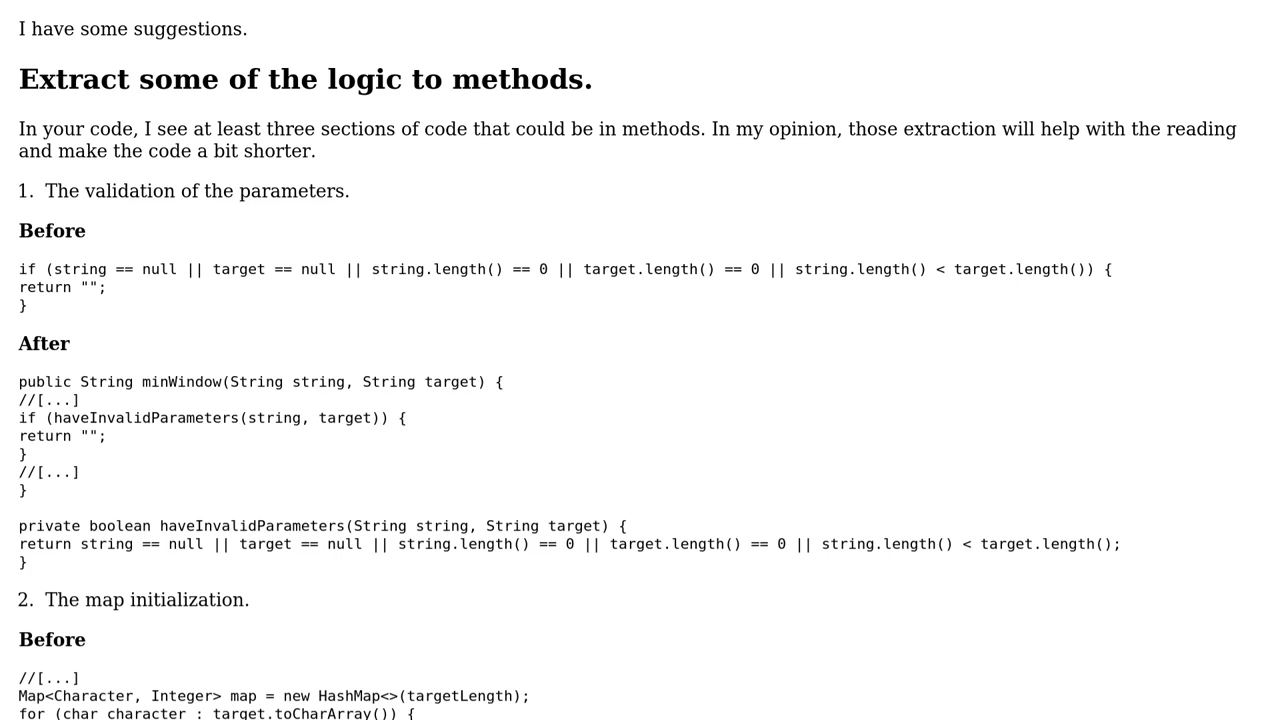 I have some suggestions.
Extract some of the logic to methods.
In your code, I see at least three sections of code that could be in methods. In my opinion, those extraction will help with the reading
and make the code a bit shorter.
1. The validation of the parameters.
Before
if (string == null || target == null || string.length() == 0 || target.length() == 0 || string.length() < target.length()) {
return "";
}
After
public String minWindow(String string, String target) {
//[...]
if (haveInvalidParameters(string, target)) {
return "";
}
//[...]
}
private boolean haveInvalidParameters(String string, String target) {
return string == null || target == null || string.length() == 0 || target.length() == 0 || string.length() < target.length();
}
2. The map initialization.
Before
//[...]
Map<Character, Integer> map = new HashMap<>(targetLength);
for (char character : target.toCharArray()) {